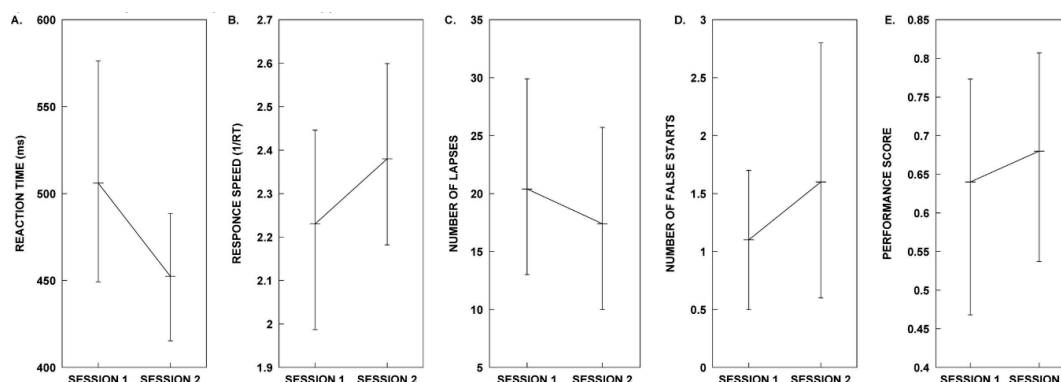 A.
REACTION TIME (ms)
600
550
500
450
400
SESSION 1 SESSION 2
B.
RESPONCE SPEED (1/RT)
2.7
2.6
2.5
2.4
2.3
2.2
2.1
2
1.9
SESSION 1 SESSION 2
C.
NUMBER OF LAPSES
35
30
25
20
15
10
5
SESSION 1 SESSION 2
D.
NUMBER OF FALSE STARTS
3
2.5
2
1.5
1
0.5
0
SESSION 1 SESSION 2
E.
PERFORMANCE SCORE
0.85
0.8
0.75
0.7
0.65
0.6
0.55
0.5
0.45
0.4
SESSION 1 SESSION